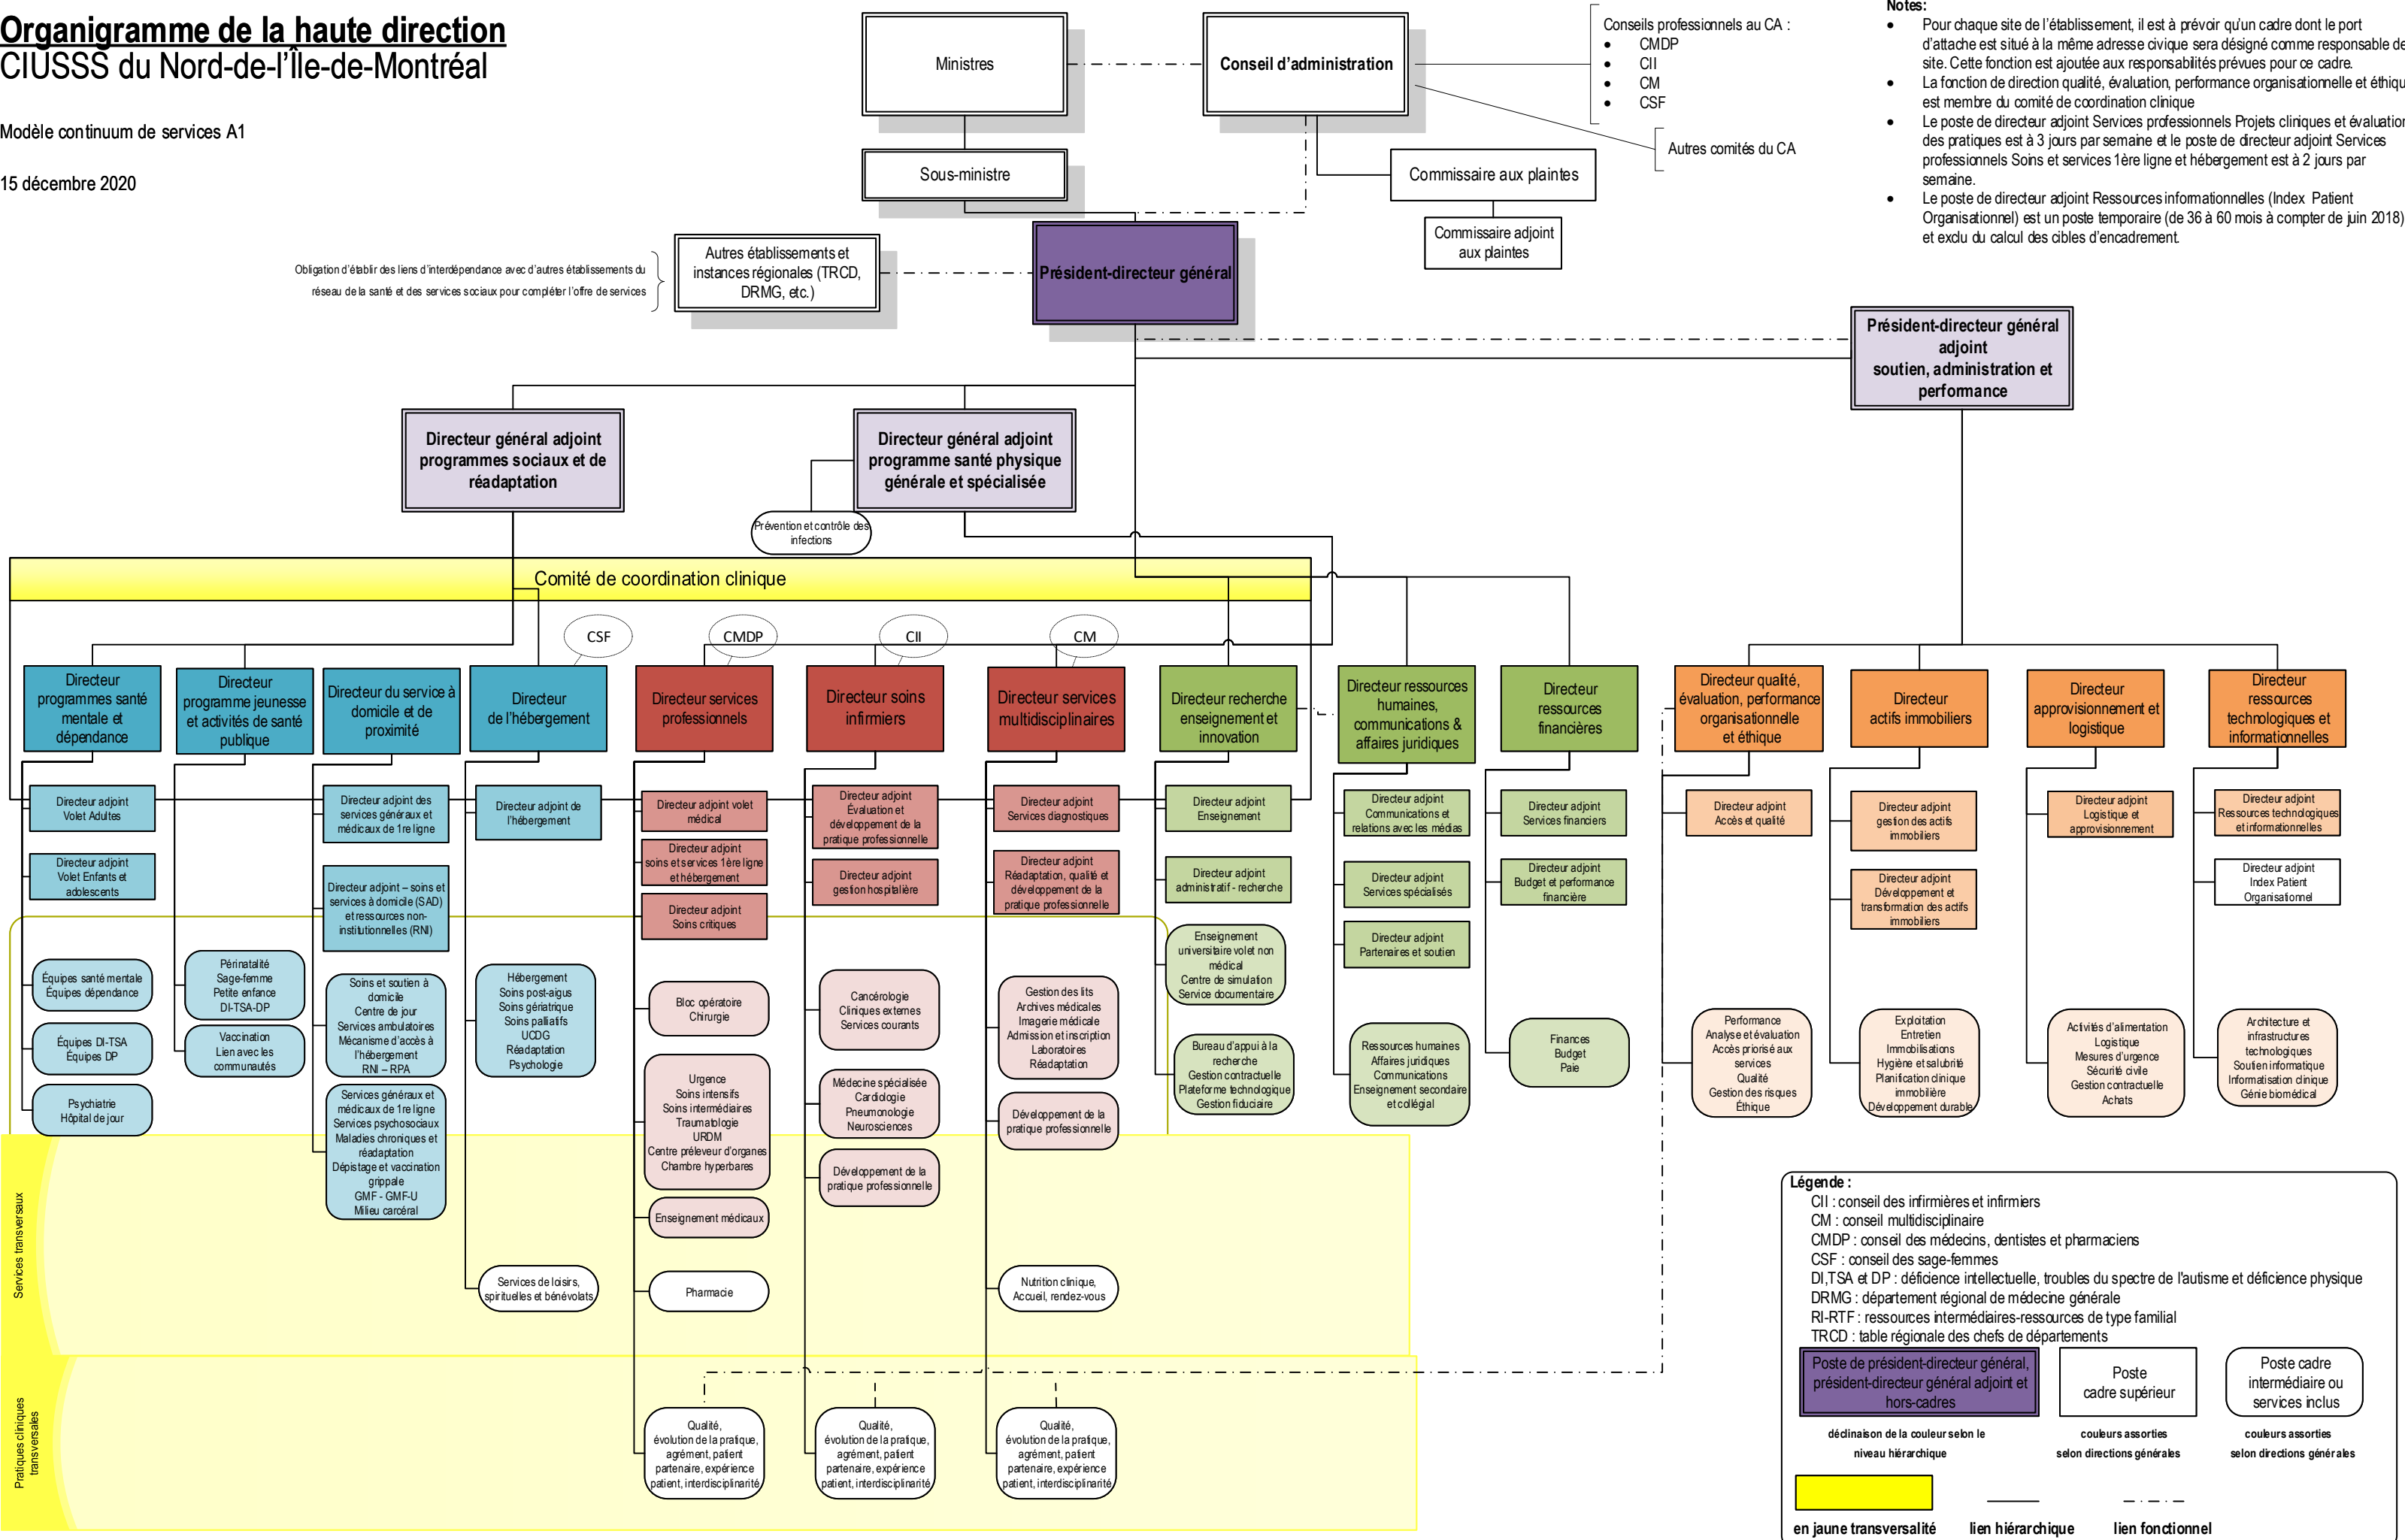 Organigramme de la haute direction
CIUSSS du Nord-de-l'Île-de-Montréal
Modèle continuum de services A1
15 décembre 2020
Ministres
Conseil d'administration
Conseils professionnels au CA :
• CMDP
• CII
• CM
• CSF
Autres comités du CA
Sous-ministre
Commissaire aux plaintes
Commissaire adjoint
aux plaintes
Notes:
• Pour chaque site de l'établissement, il est à prévoir qu'un cadre dont le port
d'attache est situé à la même adresse civique sera désigné comme responsable de
site. Cette fonction est ajoutée aux responsabilités prévues pour ce cadre.
• La fonction de direction qualité, évaluation, performance organisationnelle et éthiqu
est membre du comité de coordination clinique
• Le poste de directeur adjoint Services professionnels Projets cliniques et évaluation
des pratiques est à 3 jours par semaine et le poste de directeur adjoint Services
professionnels Soins et services 1ère ligne et hébergement est à 2 jours par
semaine.
• Le poste de directeur adjoint Ressources informationnelles (Index Patient
Organisationnel) est un poste temporaire (de 36 à 60 mois à compter de juin 2018)
et exclu du calcul des cibles d'encadrement.
Obligation d'établir des liens d'interdépendance avec d'autres établissements du
réseau de la santé et des services sociaux pour compléter l'offre de services
Autres établissements et
instances régionales (TRCD,
DRMG, etc.)
Président-directeur général
Président-directeur général
adjoint
soutien, administration et
performance
Directeur général adjoint
programmes sociaux et de
réadaptation
Directeur général adjoint
programme santé physique
générale et spécialisée
Prévention et contrôle des
infections
Comité de coordination clinique
CSF
CMDP
CII
CM
Directeur
programmes santé
mentale et
dépendance
Directeur
programme jeunesse
et activités de santé
publique
Directeur du service à
domicile et de
proximité
Directeur
de l'hébergement
Directeur services
professionnels
Directeur soins
infirmiers
Directeur services
multidisciplinaires
Directeur recherche
enseignement et
innovation
Directeur ressources
humaines,
communications &
affaires juridiques
Directeur
ressources
financières
Directeur qualité,
évaluation, performance
organisationnelle
et éthique
Directeur
actifs immobiliers
Directeur
approvisionnement et
logistique
Directeur
ressources
technologiques et
informationnelles
Directeur adjoint
Volet Adultes
Directeur adjoint
Volet Enfants et
adolescents
Équipes santé mentale
Équipes dépendance
Équipes DI-TSA
Équipes DP
Psychiatrie
Hôpital de jour
Périnatalité
Sage-femme
Petite enfance
DI-TSA-DP
Vaccination
Lien avec les
communautés
Directeur adjoint des
services généraux et
médicaux de 1re ligne
Directeur adjoint – soins et
services à domicile (SAD)
et ressources non-
institutionnelles (RNI)
Soins et soutien à
domicile
Centre de jour
Services ambulatoires
Mécanisme d'accès à
l'hébergement
RNI – RPA
Services généraux et
médicaux de 1re ligne
Services psychosociaux
Maladies chroniques et
réadaptation
Dépistage et vaccination
grippale
GMF - GMF-U
Milieu carcéral
Directeur adjoint de
l'hébergement
Hébergement
Soins post-aigus
Soins gériatrique
Soins palliatifs
UCDG
Réadaptation
Psychologie
Services de loisirs,
spirituelles et bénévolats
Directeur adjoint volet
médical
Directeur adjoint
soins et services 1ère ligne
et hébergement
Directeur adjoint
Soins critiques
Bloc opératoire
Chirurgie
Urgence
Soins intensifs
Soins intermédiaires
Traumatologie
URDM
Centre préleveur d'organes
Chambre hyperbares
Enseignement médicaux
Pharmacie
Qualité,
évolution de la pratique,
agrément, patient
partenaire, expérience
patient, interdisciplinarité
Directeur adjoint
Évaluation et
développement de la
pratique professionnelle
Directeur adjoint
gestion hospitalière
Cancérologie
Cliniques externes
Services courants
Médecine spécialisée
Cardiologie
Pneumonologie
Neurosciences
Développement de la
pratique professionnelle
Qualité,
évolution de la pratique,
agrément, patient
partenaire, expérience
patient, interdisciplinarité
Directeur adjoint
Services diagnostiques
Directeur adjoint
Réadaptation, qualité et
développement de la
pratique professionnelle
Gestion des lits
Archives médicales
Imagerie médicale
Admission et inscription
Laboratoires
Réadaptation
Développement de la
pratique professionnelle
Nutrition clinique,
Accueil, rendez-vous
Qualité,
évolution de la pratique,
agrément, patient
partenaire, expérience
patient, interdisciplinarité
Directeur adjoint
Enseignement
Directeur adjoint
administratif - recherche
Enseignement
universitaire volet non
médical
Centre de simulation
Service documentaire
Bureau d'appui à la
recherche
Gestion contractuelle
Plateforme technologique
Gestion fiduciaire
Directeur adjoint
Communications et
relations avec les médias
Directeur adjoint
Services spécialisés
Directeur adjoint
Partenaires et soutien
Ressources humaines
Affaires juridiques
Communications
Enseignement secondaire
et collégial
Directeur adjoint
Services financiers
Directeur adjoint
Budget et performance
financière
Finances
Budget
Paie
Directeur adjoint
Accès et qualité
Performance
Analyse et évaluation
Accès priorisé aux
services
Qualité
Gestion des risques
Éthique
Directeur adjoint
gestion des actifs
immobiliers
Directeur adjoint
Développement et
transformation des actifs
immobiliers
Exploitation
Entretien
Immobilisations
Hygiène et salubrité
Planification clinique
immobilière
Développement durable
Directeur adjoint
Logistique et
approvisionnement
Activités d'alimentation
Logistique
Mesures d'urgence
Sécurité civile
Gestion contractuelle
Achats
Directeur adjoint
Ressources technologiques
et informationnelles
Directeur adjoint
Index Patient
Organisationnel
Architecture et
infrastructures
technologiques
Soutien informatique
Informatisation clinique
Génie biomédical
Services transversaux
Pratiques cliniques
transversales
Légende :
CII : conseil des infirmières et infirmiers
CM : conseil multidisciplinaire
CMDP : conseil des médecins, dentistes et pharmaciens
CSF : conseil des sage-femmes
DI,TSA et DP : déficience intellectuelle, troubles du spectre de l'autisme et déficience physique
DRMG : département régional de médecine générale
RI-RTF : ressources intermédiaires-ressources de type familial
TRCD : table régionale des chefs de départements
Poste de président-directeur général,
président-directeur général adjoint et
hors-cadres
Poste
cadre supérieur
Poste cadre
intermédiaire ou
services inclus
déclinaison de la couleur selon le
niveau hiérarchique
couleurs assorties
selon directions générales
couleurs assorties
selon directions générales
en jaune transversalité
lien hiérarchique
lien fonctionnel